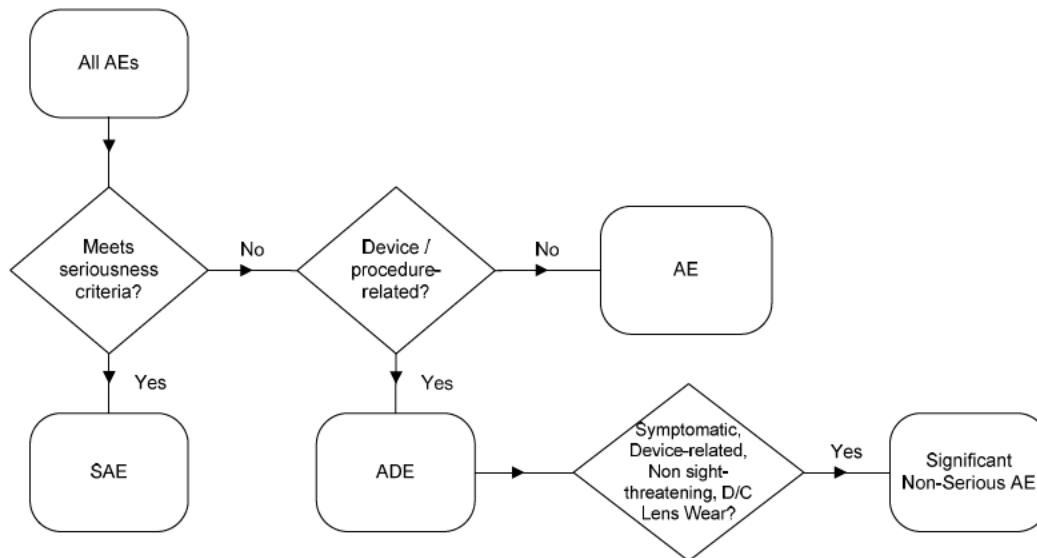 All AEs
Meets
seriousness
criteria?
No
Device /
procedure-
related?
No
AE
Yes
SAE
Yes
ADE
Symptomatic,
Device-related,
Non sight-
threatening, D/C
Lens Wear?
Yes
Significant
Non-Serious AE